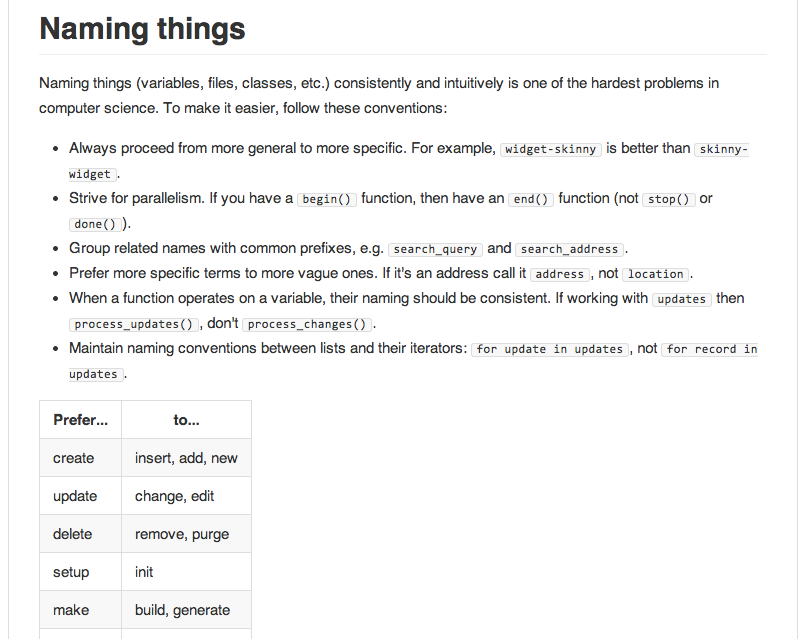 Naming things
Naming things (variables, files, classes, etc.) consistently and intuitively is one of the hardest problems in
computer science. To make it easier, follow these conventions:
• Always proceed from more general to more specific. For example, widget-skinny is better than skinny-
widget.
• Strive for parallelism. If you have a begin() function, then have an end() function (not stop() or
done()).
• Group related names with common prefixes, e.g. search_query and search_address.
• Prefer more specific terms to more vague ones. If it's an address call it address, not location.
• When a function operates on a variable, their naming should be consistent. If working with updates then
process_updates(), don't process_changes().
• Maintain naming conventions between lists and their iterators: for update in updates, not for record in
updates.
Prefer... to...
create insert, add, new
update change, edit
delete remove, purge
setup init
make build, generate